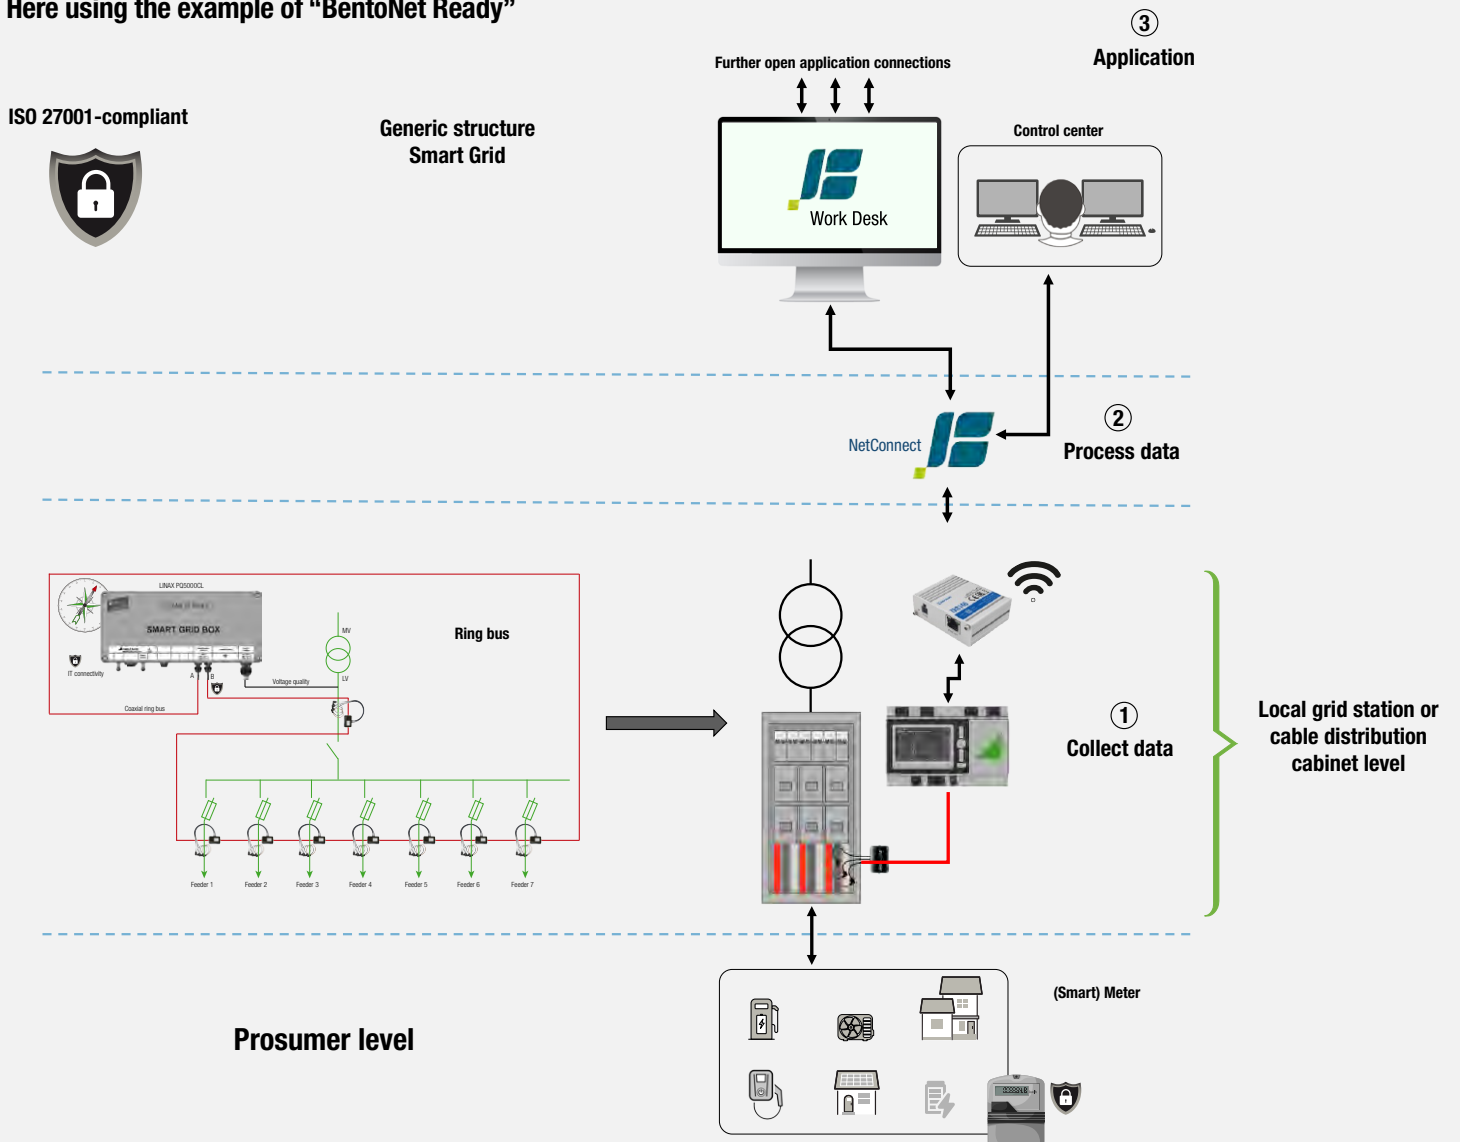 Here using the example of “BentoNet Ready”
3
Application
Further open application connections
ISO 27001-compliant
Generic structure
Smart Grid
Control center
Work Desk
2
NetConnect
Process data
LINAX PQ5000CL
SMART GRID BOX
Ring bus
MV
LV
IT connectivity
A
B
Voltage quality
Coaxial ring bus
1
Collect data
Local grid station or
cable distribution
cabinet level
Feeder 1
Feeder 2
Feeder 3
Feeder 4
Feeder 5
Feeder 6
Feeder 7
(Smart) Meter
Prosumer level